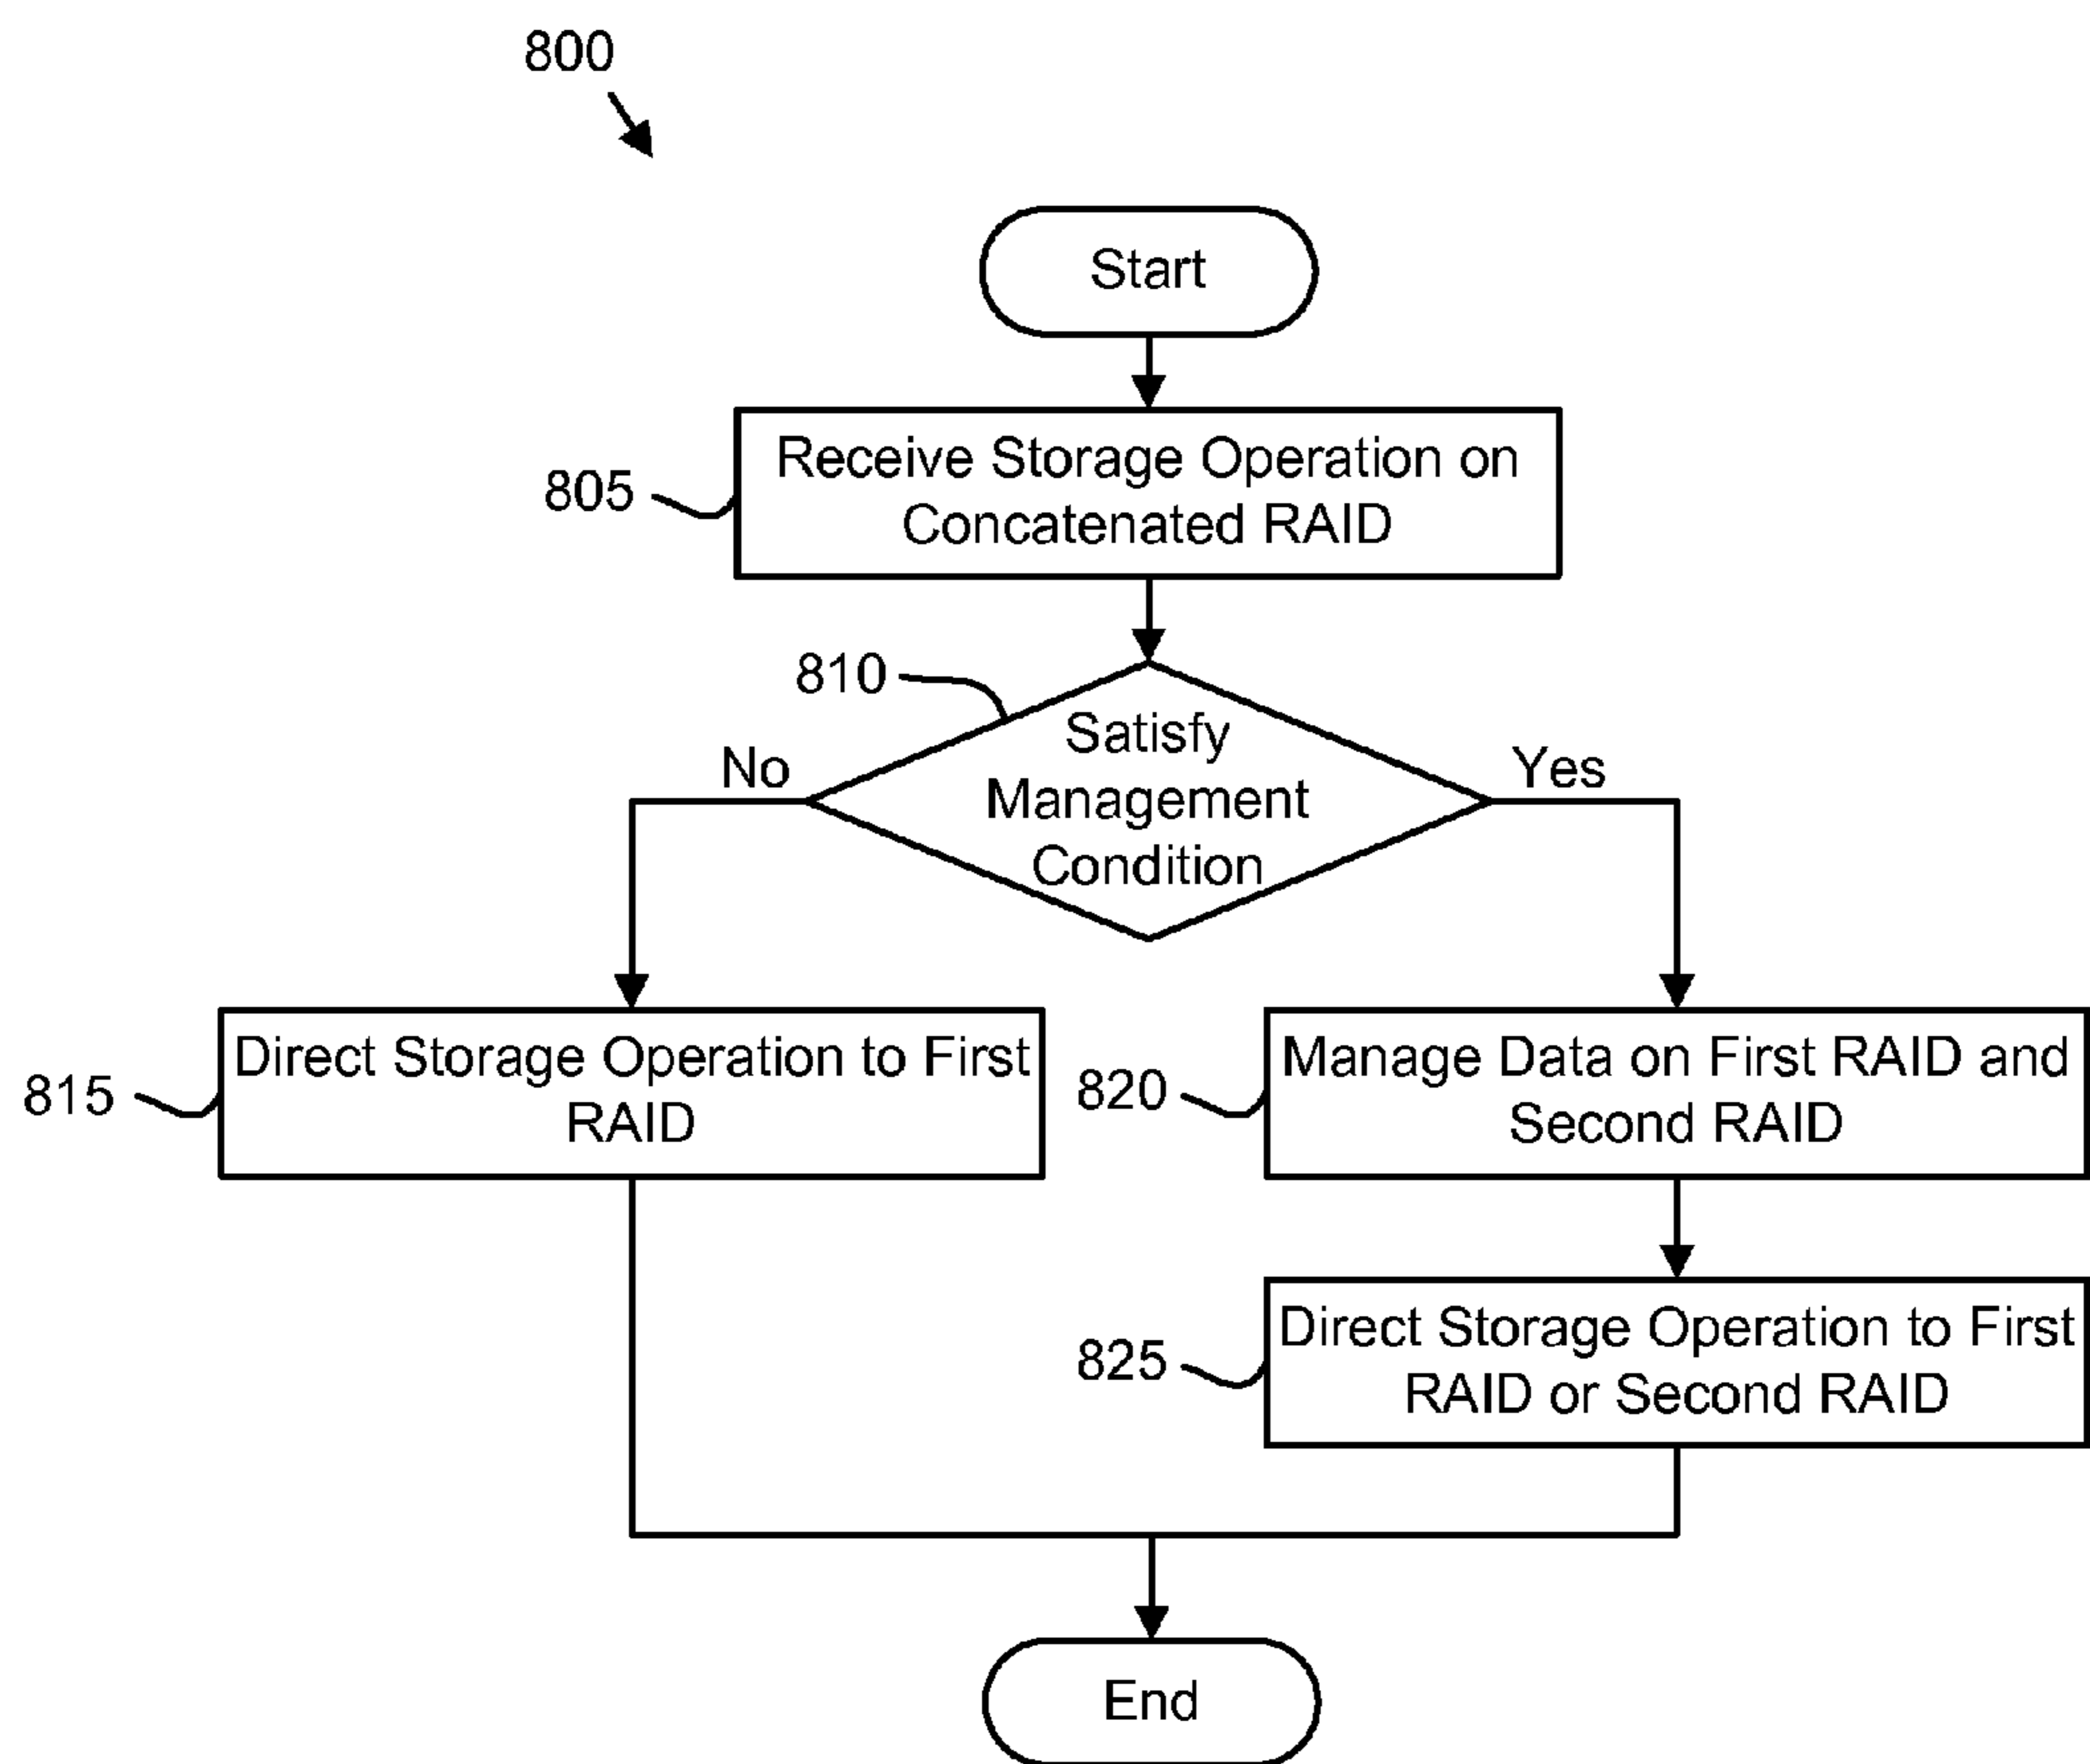 800
Start
805
Receive Storage Operation on
Concatenated RAID
810
Satisfy
Management
Condition
No
Yes
815
Direct Storage Operation to First
RAID
820
Manage Data on First RAID and
Second RAID
825
Direct Storage Operation to First
RAID or Second RAID
End